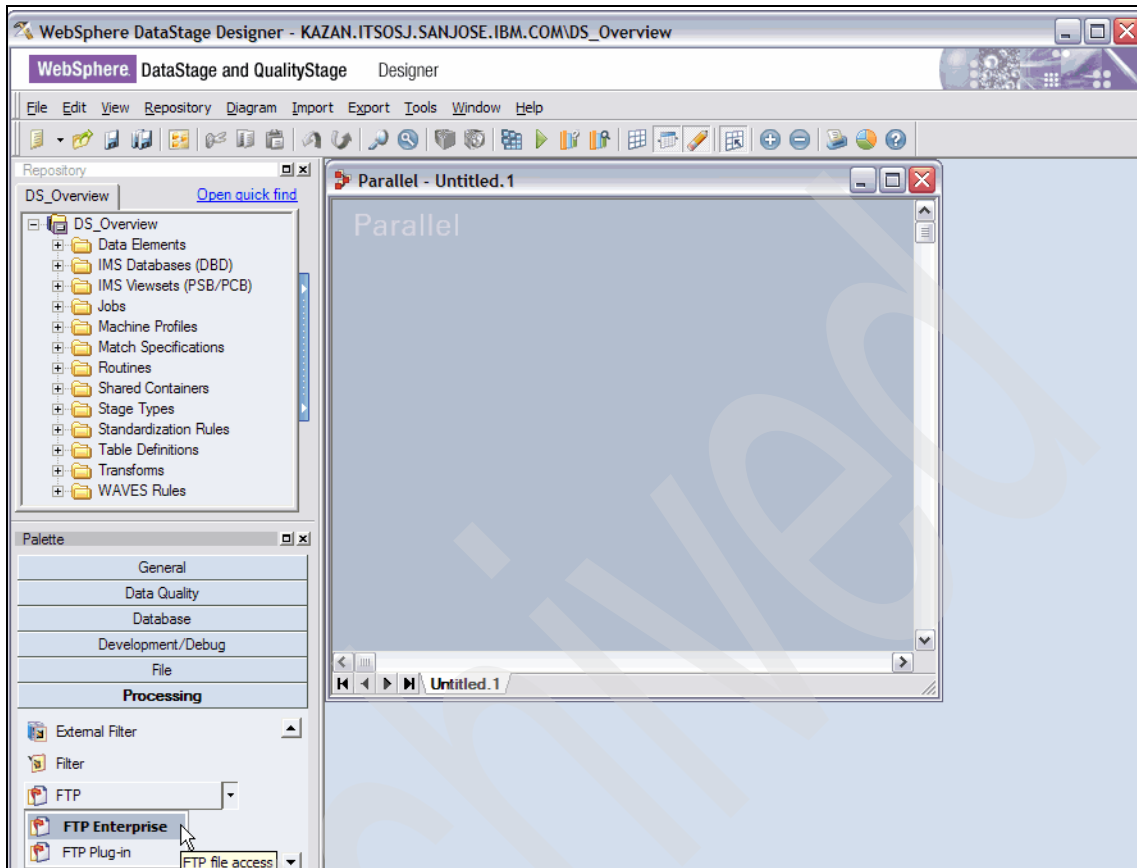 WebSphere DataStage Designer - KAZAN.ITSOSJ.SANJOSE.IBM.COM\DS_Overview
WebSphere. DataStage and QualityStage Designer
File Edit View Repository Diagram Import Export Tools Window Help
Repository
DS_Overview Open quick find
DS_Overview
Data Elements
IMS Databases (DBD)
IMS Viewsets (PSB/PCB)
Jobs
Machine Profiles
Match Specifications
Routines
Shared Containers
Stage Types
Standardization Rules
Table Definitions
Transforms
WAVES Rules
Parallel - Untitled.1
Parallel
Untitled.1
Palette
General
Data Quality
Database
Development/Debug
File
Processing
External Filter
Filter
FTP
FTP Enterprise
FTP Plug-in
FTP file access